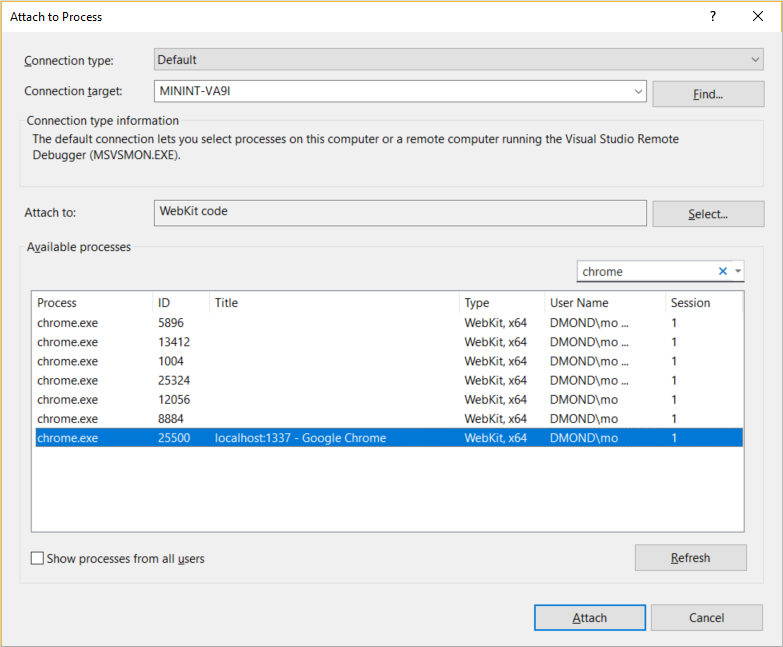 Attach to Process ? ×
Connection type: Default
Connection target: MININT-VA9I Find...
Connection type information
The default connection lets you select processes on this computer or a remote computer running the Visual Studio Remote
Debugger (MSVSMON.EXE).
Attach to: WebKit code Select...
Available processes
chrome
Process ID Title Type User Name Session
chrome.exe 5896 WebKit, x64 DMOND\mo ... 1
chrome.exe 13412 WebKit, x64 DMOND\mo ... 1
chrome.exe 1004 WebKit, x64 DMOND\mo ... 1
chrome.exe 25324 WebKit, x64 DMOND\mo ... 1
chrome.exe 12056 WebKit, x64 DMOND\mo 1
chrome.exe 8884 WebKit, x64 DMOND\mo 1
chrome.exe 25500 localhost:1337 - Google Chrome WebKit, x64 DMOND\mo 1
Show processes from all users Refresh
Attach Cancel